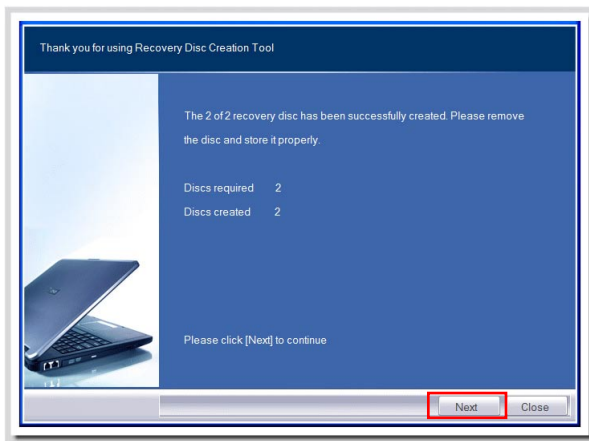 Thank you for using Recovery Disc Creation Tool
The 2 of 2 recovery disc has been successfully created. Please remove
the disc and store it properly.
Discs required 2
Discs created 2
Please click [Next] to continue
Next Close